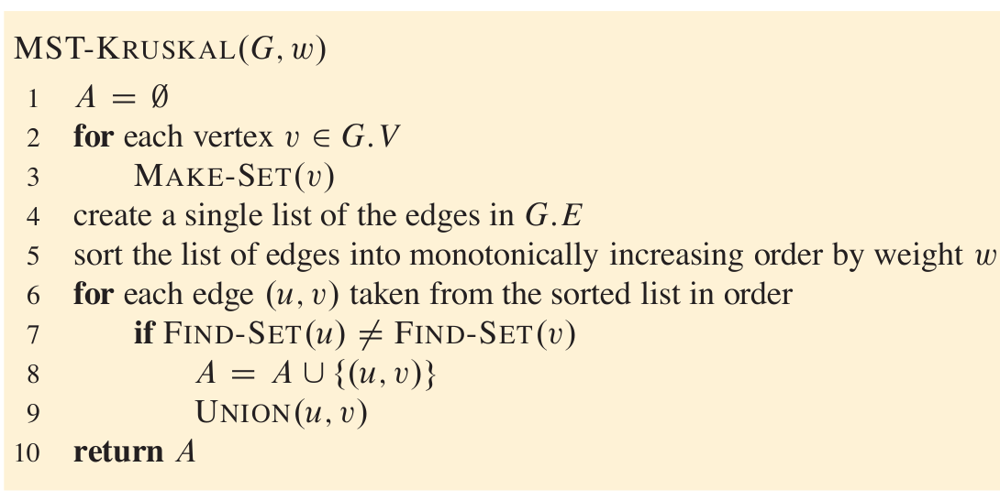 MST-KRUSKAL(G, w)
1 A = ∅
2 for each vertex v ∈ G.V
3 MAKE-SET(v)
4 create a single list of the edges in G.E
5 sort the list of edges into monotonically increasing order by weight w
6 for each edge (u, v) taken from the sorted list in order
7 if FIND-SET(u) ≠ FIND-SET(v)
8 A = A ∪ {(u, v)}
9 UNION(u, v)
10 return A